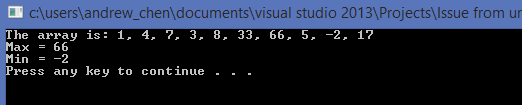 c:\users\andrew_chen\documents\visual studio 2013\Projects\Issue from
The array is: 1, 4, 7, 3, 8, 33, 66, 5, -2, 17
Max = 66
Min = -2
Press any key to continue . . .